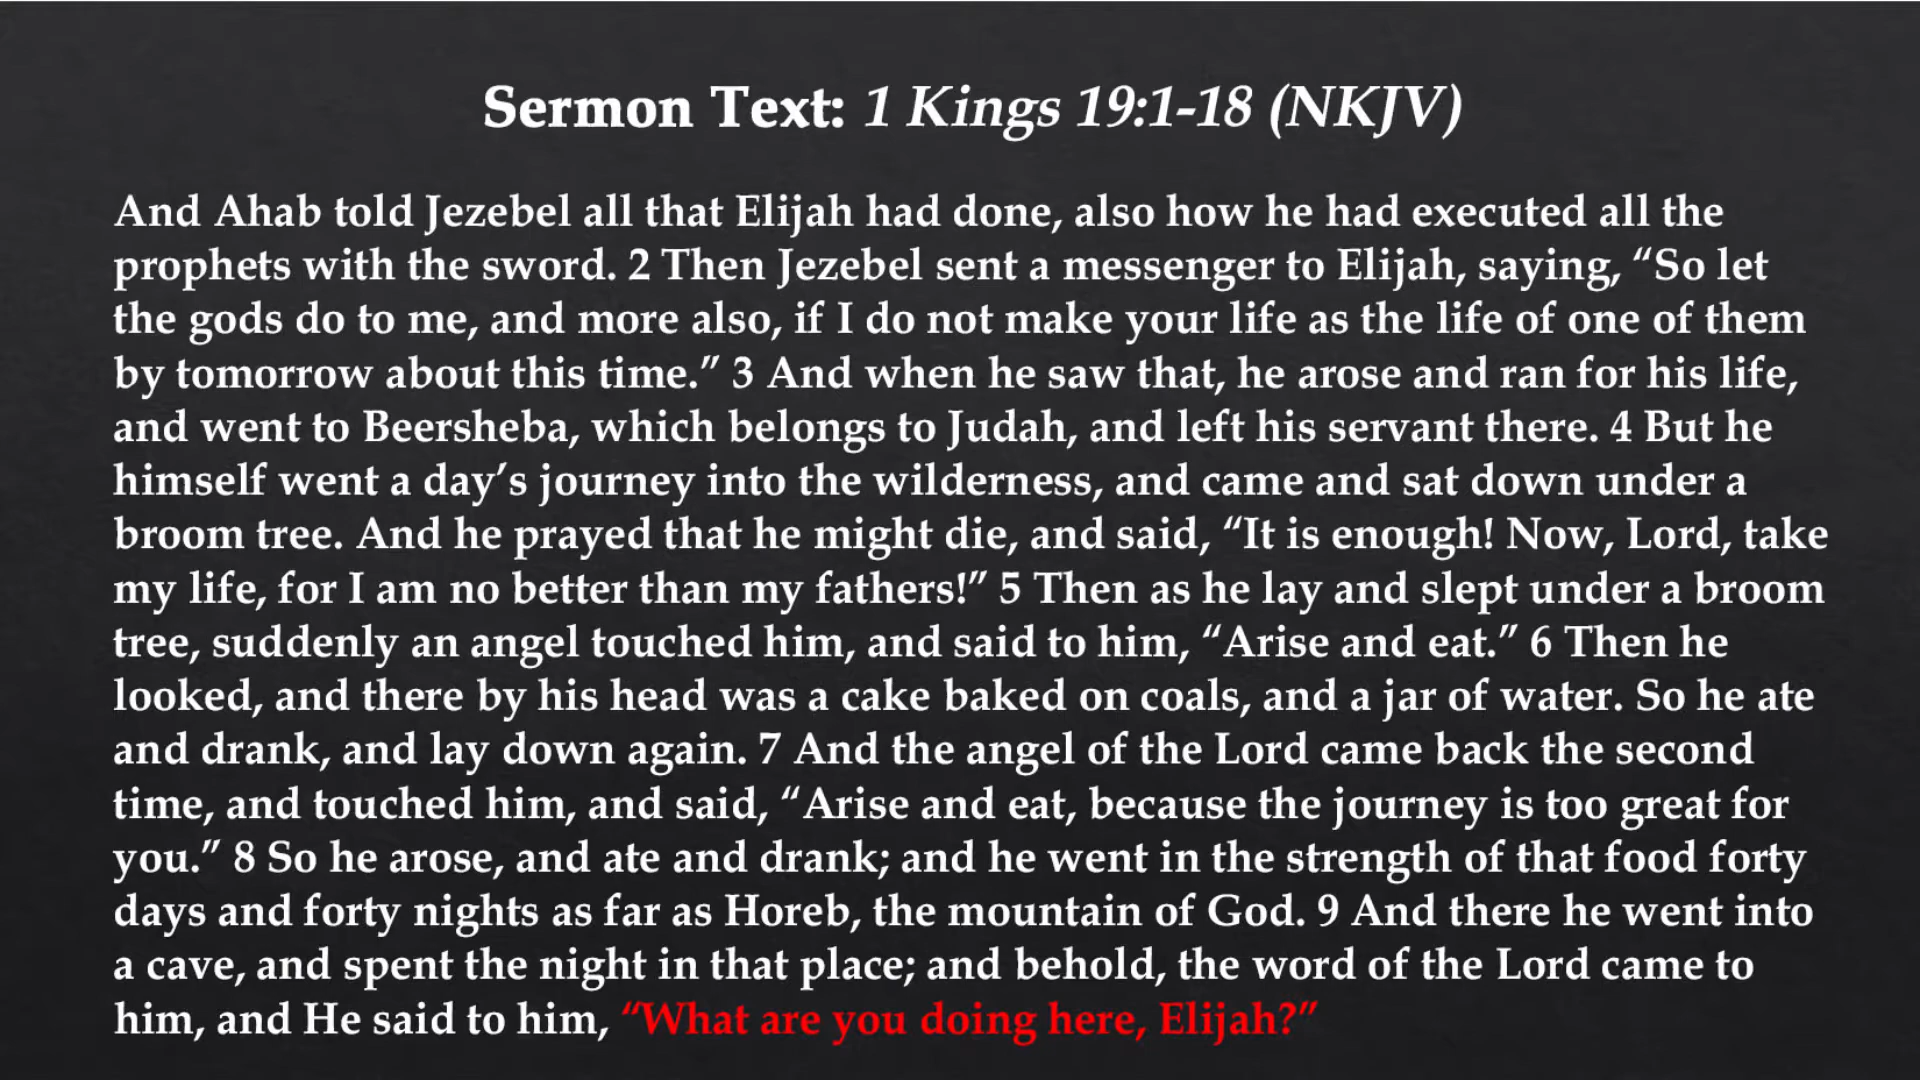 Sermon Text: 1 Kings 19:1-18 (NKJV)
And Ahab told Jezebel all that Elijah had done, also how he had executed all the
prophets with the sword. 2 Then Jezebel sent a messenger to Elijah, saying, “So let
the gods do to me, and more also, if I do not make your life as the life of one of them
by tomorrow about this time.” 3 And when he saw that, he arose and ran for his life,
and went to Beersheba, which belongs to Judah, and left his servant there. 4 But he
himself went a day’s journey into the wilderness, and came and sat down under a
broom tree. And he prayed that he might die, and said, “It is enough! Now, Lord, take
my life, for I am no better than my fathers!” 5 Then as he lay and slept under a broom
tree, suddenly an angel touched him, and said to him, “Arise and eat.” 6 Then he
looked, and there by his head was a cake baked on coals, and a jar of water. So he ate
and drank, and lay down again. 7 And the angel of the Lord came back the second
time, and touched him, and said, “Arise and eat, because the journey is too great for
you.” 8 So he arose, and ate and drank; and he went in the strength of that food forty
days and forty nights as far as Horeb, the mountain of God. 9 And there he went into
a cave, and spent the night in that place; and behold, the word of the Lord came to
him, and He said to him, “What are you doing here, Elijah?”